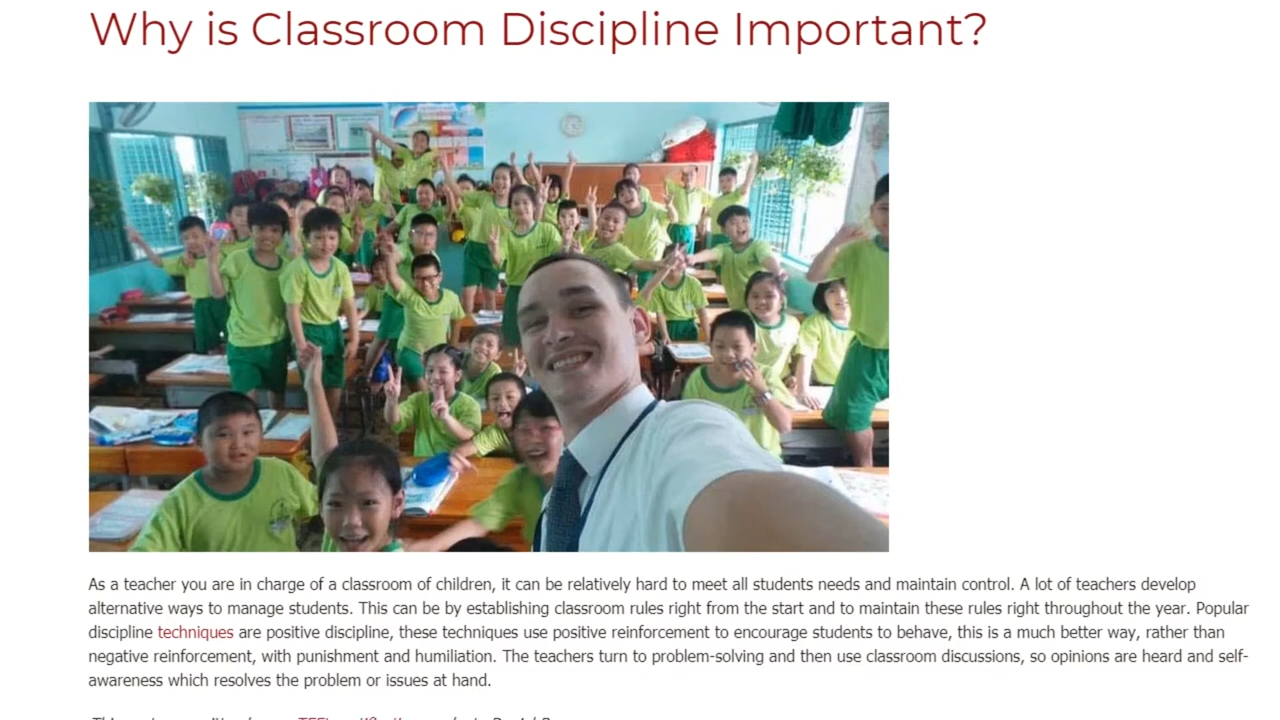 Why is Classroom Discipline Important?
As a teacher you are in charge of a classroom of children, it can be relatively hard to meet all students needs and maintain control. A lot of teachers develop
alternative ways to manage students. This can be by establishing classroom rules right from the start and to maintain these rules right throughout the year. Popular
discipline techniques are positive discipline, these techniques use positive reinforcement to encourage students to behave, this is a much better way, rather than
negative reinforcement, with punishment and humiliation. The teachers turn to problem-solving and then use classroom discussions, so opinions are heard and self-
awareness which resolves the problem or issues at hand.